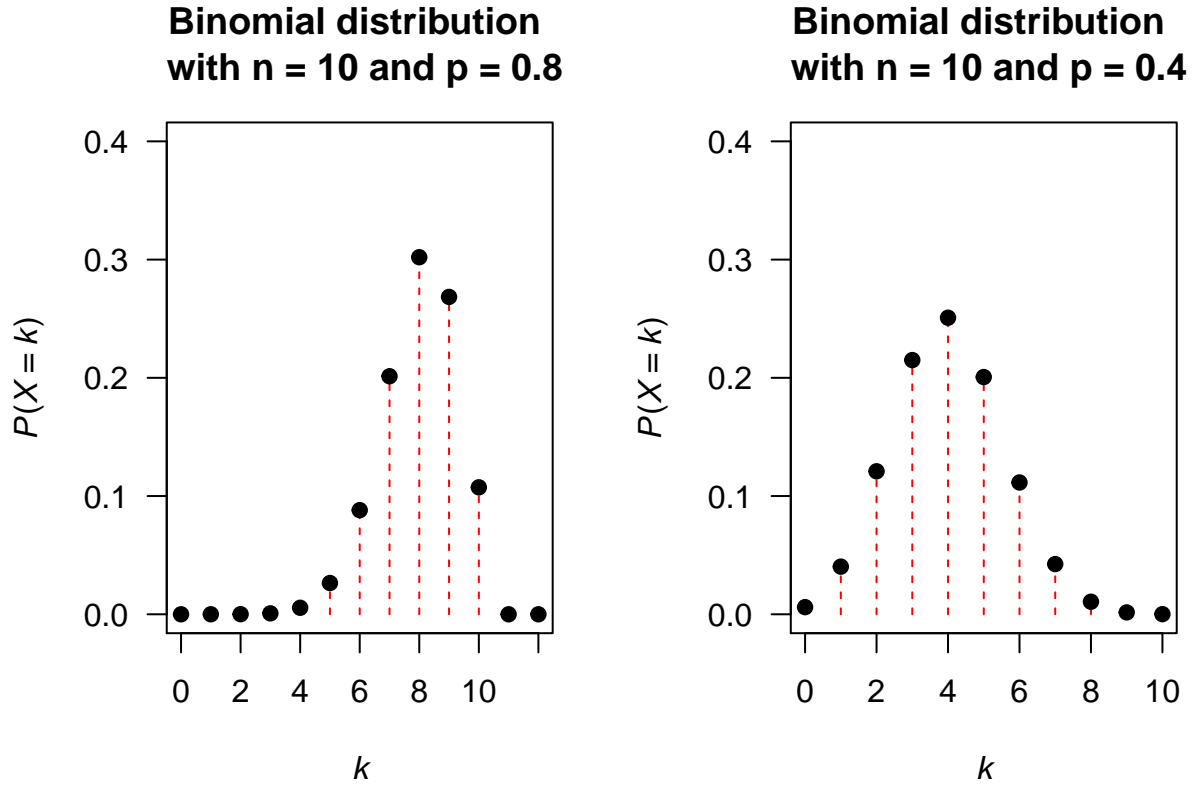 Binomial distribution
with n = 10 and p = 0.8
0.4
0.3
0.2
0.1
0.0
P(X = k)
0 2 4 6 8 10
k
Binomial distribution
with n = 10 and p = 0.4
0.4
0.3
0.2
0.1
0.0
P(X = k)
0 2 4 6 8 10
k